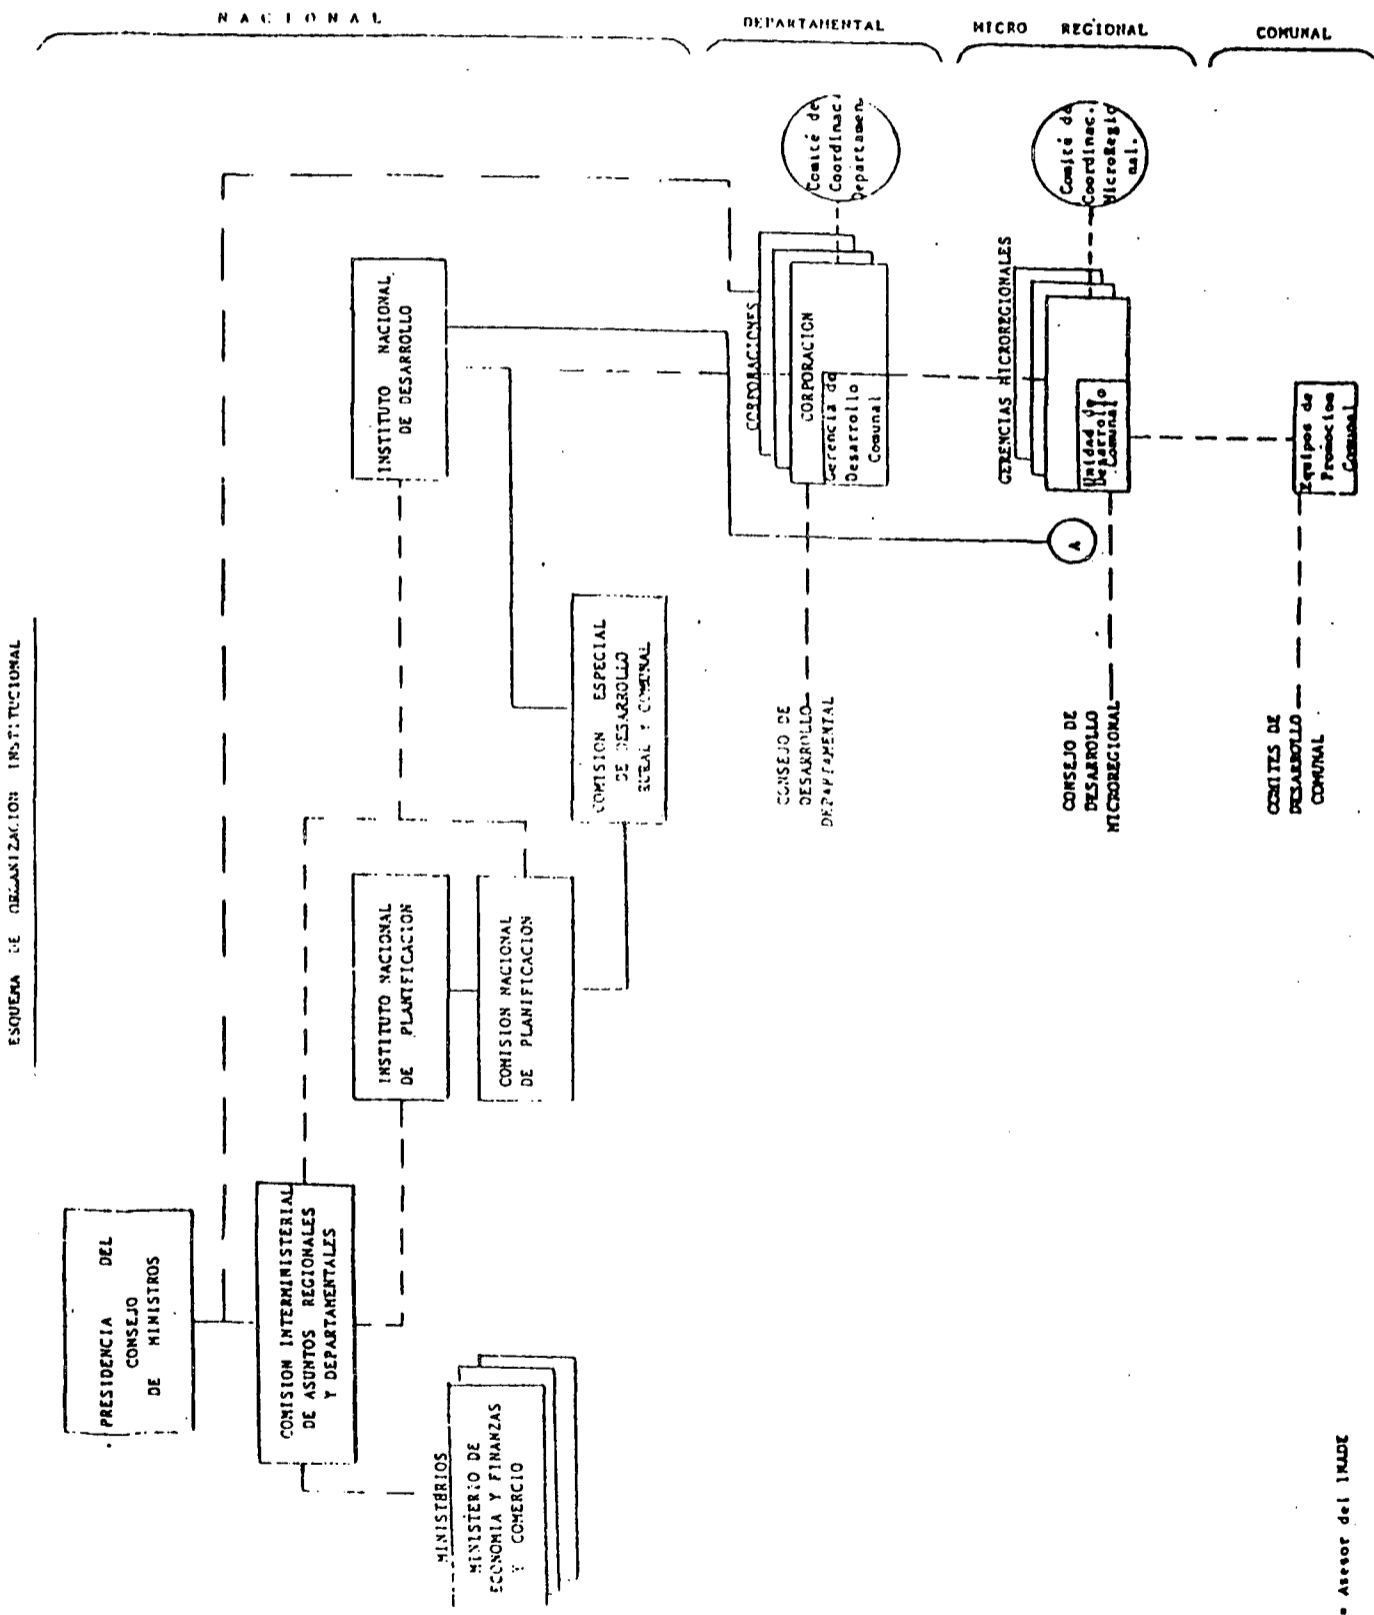 ESQUEMA DE ORGANIZACION INSTITUCIONAL
NACIONAL
DEPARTAMENTAL
MICRO REGIONAL
COMUNAL
PRESIDENCIA DEL
CONSEJO
DE MINISTROS
COMISION INTERMINISTERIAL
DE ASUNTOS REGIONALES
Y DEPARTAMENTALES
MINISTERIOS
MINISTERIO DE
ECONOMIA Y FINANZAS
Y COMERCIO
INSTITUTO NACIONAL
DE PLANIFICACION
COMISION NACIONAL
DE PLANIFICACION
INSTITUTO NACIONAL
DE DESARROLLO
COMISION ESPECIAL
DE DESARROLLO
RURAL Y COMUNAL
CORPORACIONES
CORPORACION
Gerencia de
Desarrollo
Comunal
Comité de
Coordinac.
Departamen.
CONSEJO DE
DESARROLLO
DEPARTAMENTAL
GERENCIAS MICROREGIONALES
Unidad de
Desarrollo
Comunal
Comité de
Coordinac.
MicroRegio
nal.
A
CONSEJO DE
DESARROLLO
MICROREGIONAL
Equipos de
Promocion
Comunal
COMITES DE
DESARROLLO
COMUNAL
= Asesor del INADE